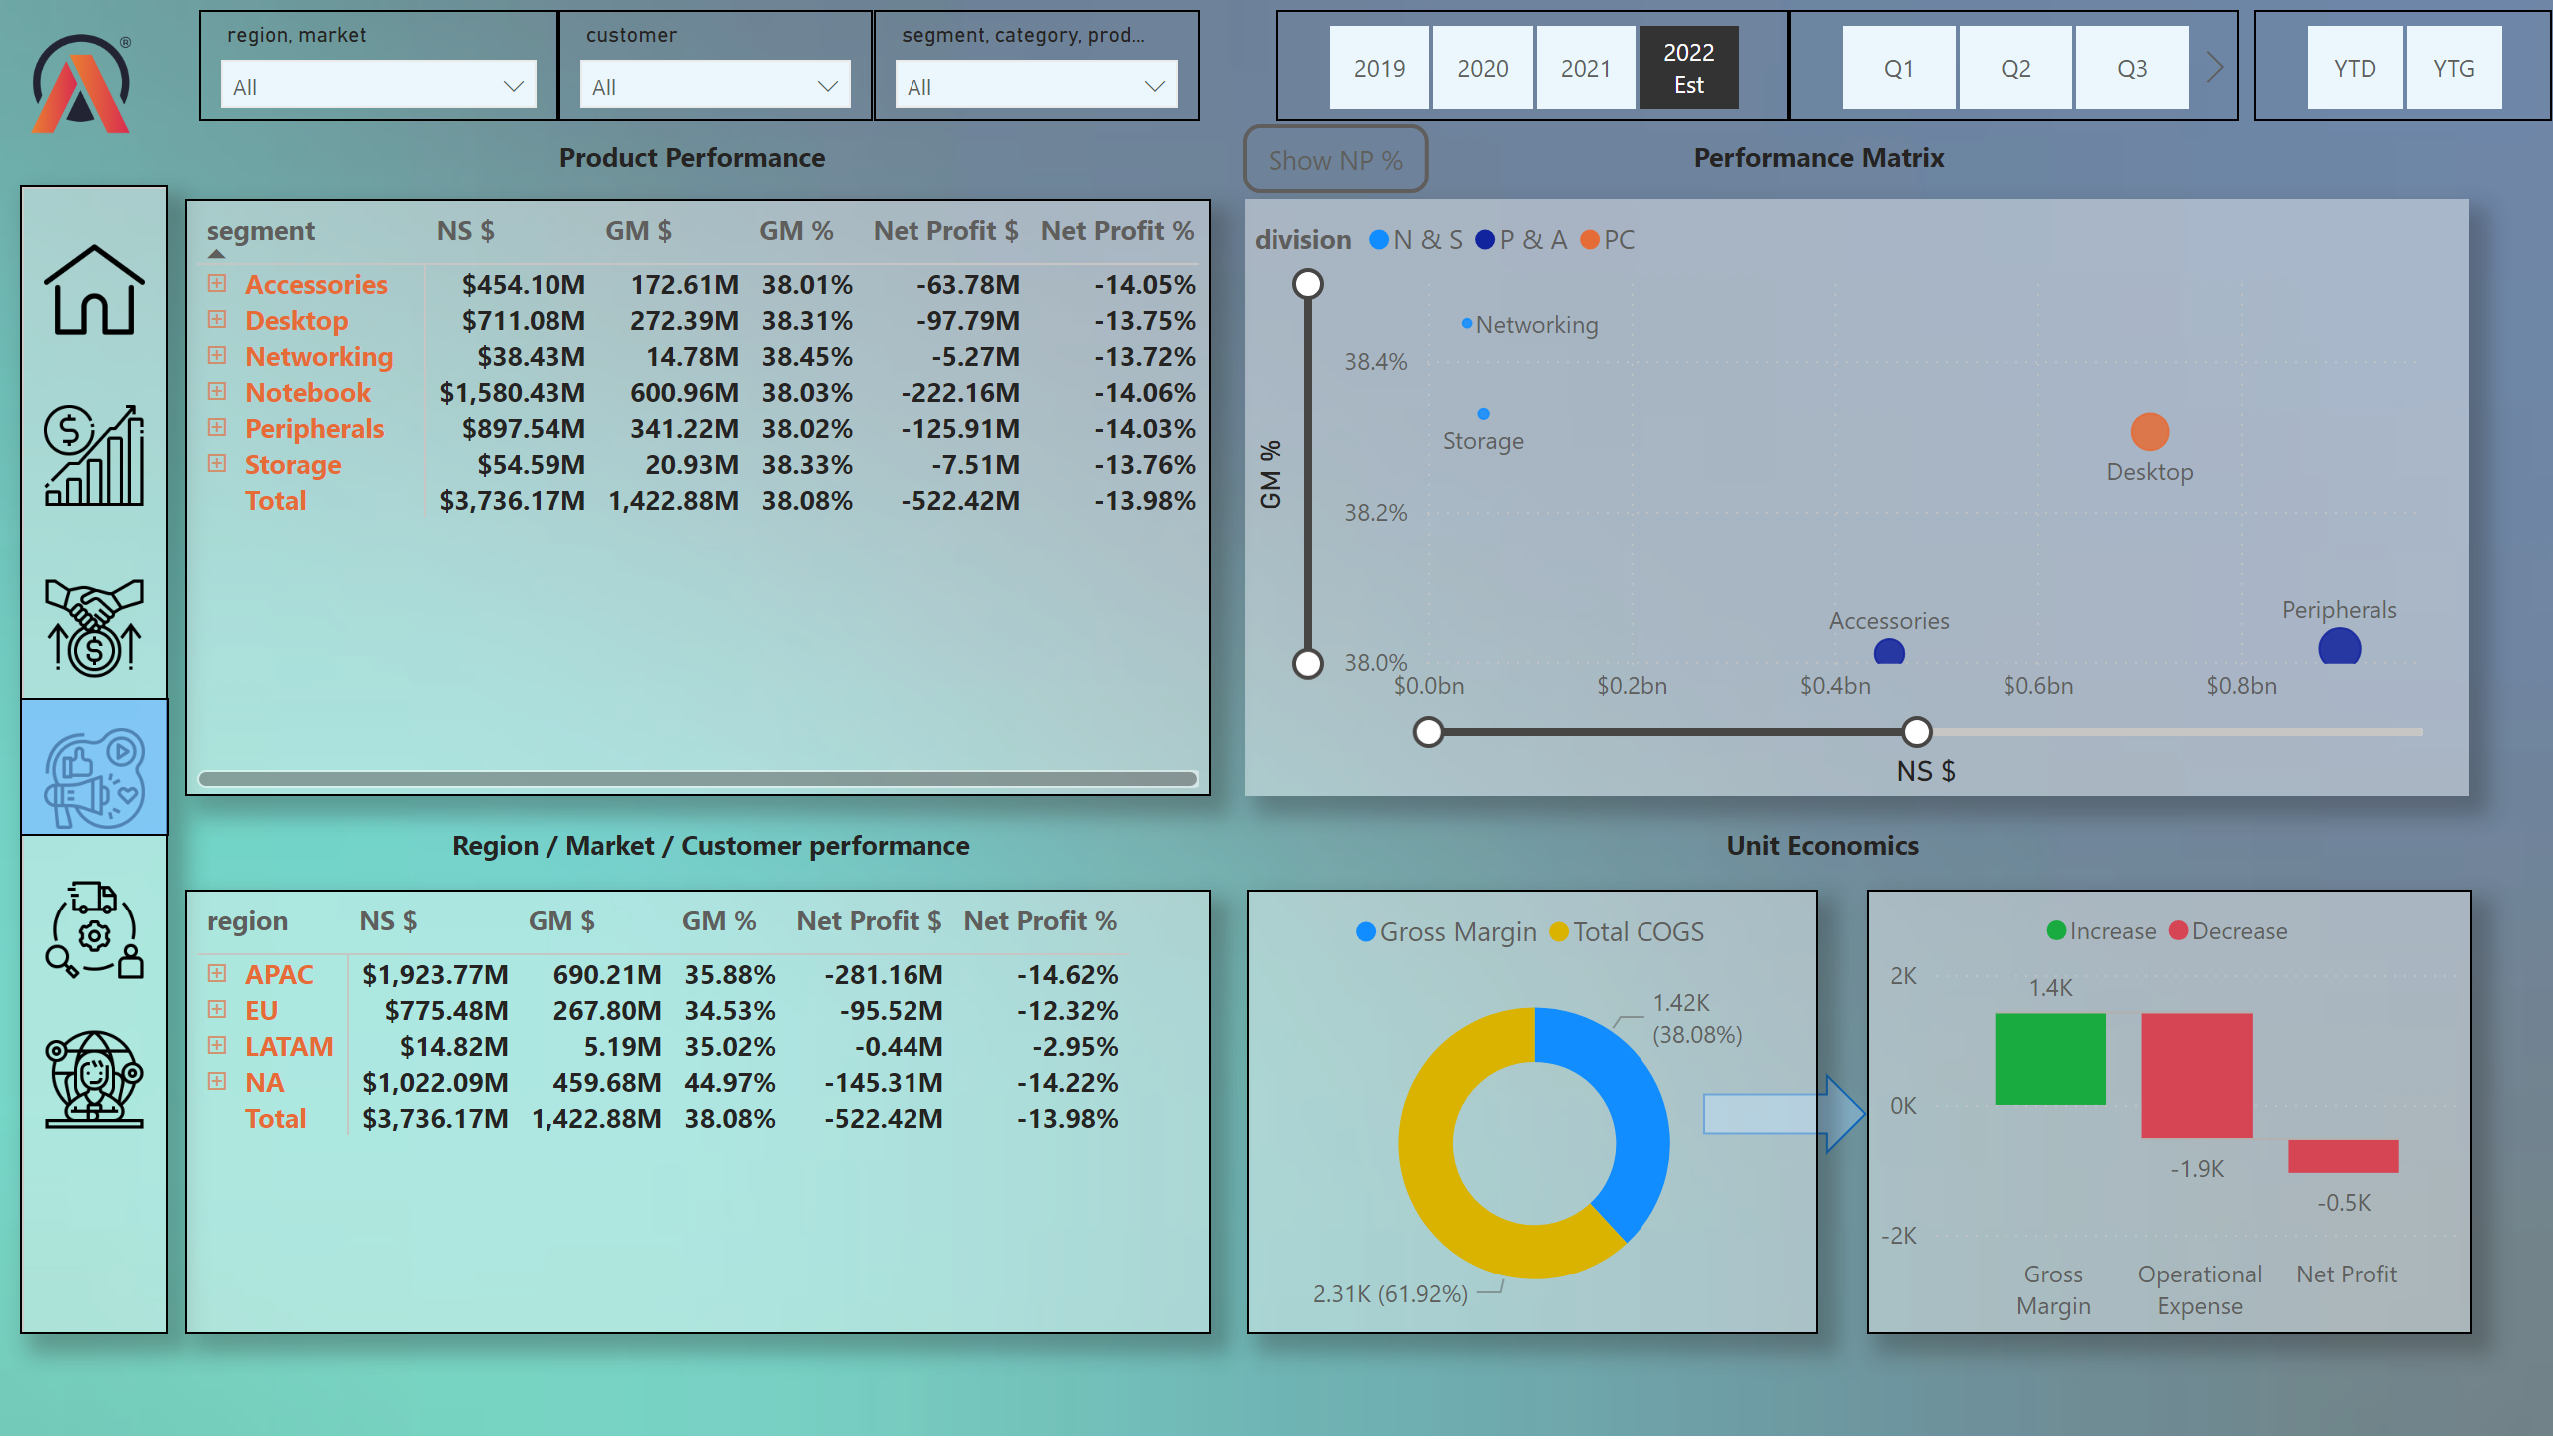 ®
region, market
customer
segment, category, prod...
All
All
All
2019
2020
2021
2022
Est
Q1
Q2
Q3
YTD
YTG
Product Performance
Show NP %
Performance Matrix
segment NS $ GM $ GM % Net Profit $ Net Profit %
Accessories $454.10M 172.61M 38.01% -63.78M -14.05%
Desktop $711.08M 272.39M 38.31% -97.79M -13.75%
Networking $38.43M 14.78M 38.45% -5.27M -13.72%
Notebook $1,580.43M 600.96M 38.03% -222.16M -14.06%
Peripherals $897.54M 341.22M 38.02% -125.91M -14.03%
Storage $54.59M 20.93M 38.33% -7.51M -13.76%
Total $3,736.17M 1,422.88M 38.08% -522.42M -13.98%
division N & S P & A PC
Networking
38.4%
Storage
Desktop
GM %
38.2%
Peripherals
Accessories
38.0%
$0.0bn $0.2bn $0.4bn $0.6bn $0.8bn
NS $
Region / Market / Customer performance
Unit Economics
region NS $ GM $ GM % Net Profit $ Net Profit %
APAC $1,923.77M 690.21M 35.88% -281.16M -14.62%
EU $775.48M 267.80M 34.53% -95.52M -12.32%
LATAM $14.82M 5.19M 35.02% -0.44M -2.95%
NA $1,022.09M 459.68M 44.97% -145.31M -14.22%
Total $3,736.17M 1,422.88M 38.08% -522.42M -13.98%
Gross Margin Total COGS
1.42K
(38.08%)
2.31K (61.92%)
Increase Decrease
2K
1.4K
0K
-1.9K
-0.5K
-2K
Gross
Margin
Operational
Expense
Net Profit